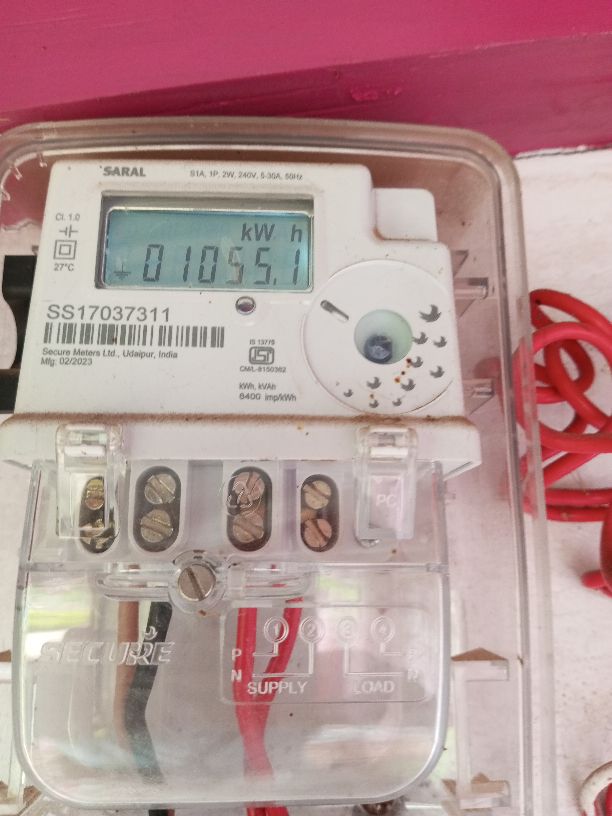 SARAL
S1A, 1P, 2W, 240V, 5-30A, 50Hz
Cl. 1.0
27°C
kW h
01055.1
SS17037311
Secure Meters Ltd., Udaipur, India
Mfg: 02/2023
IS 13779
ISI
CM/L-8150362
kWh, kVAh
6400 imp/kWh
PC
SECURE
1 2 3
P P
N N
SUPPLY LOAD